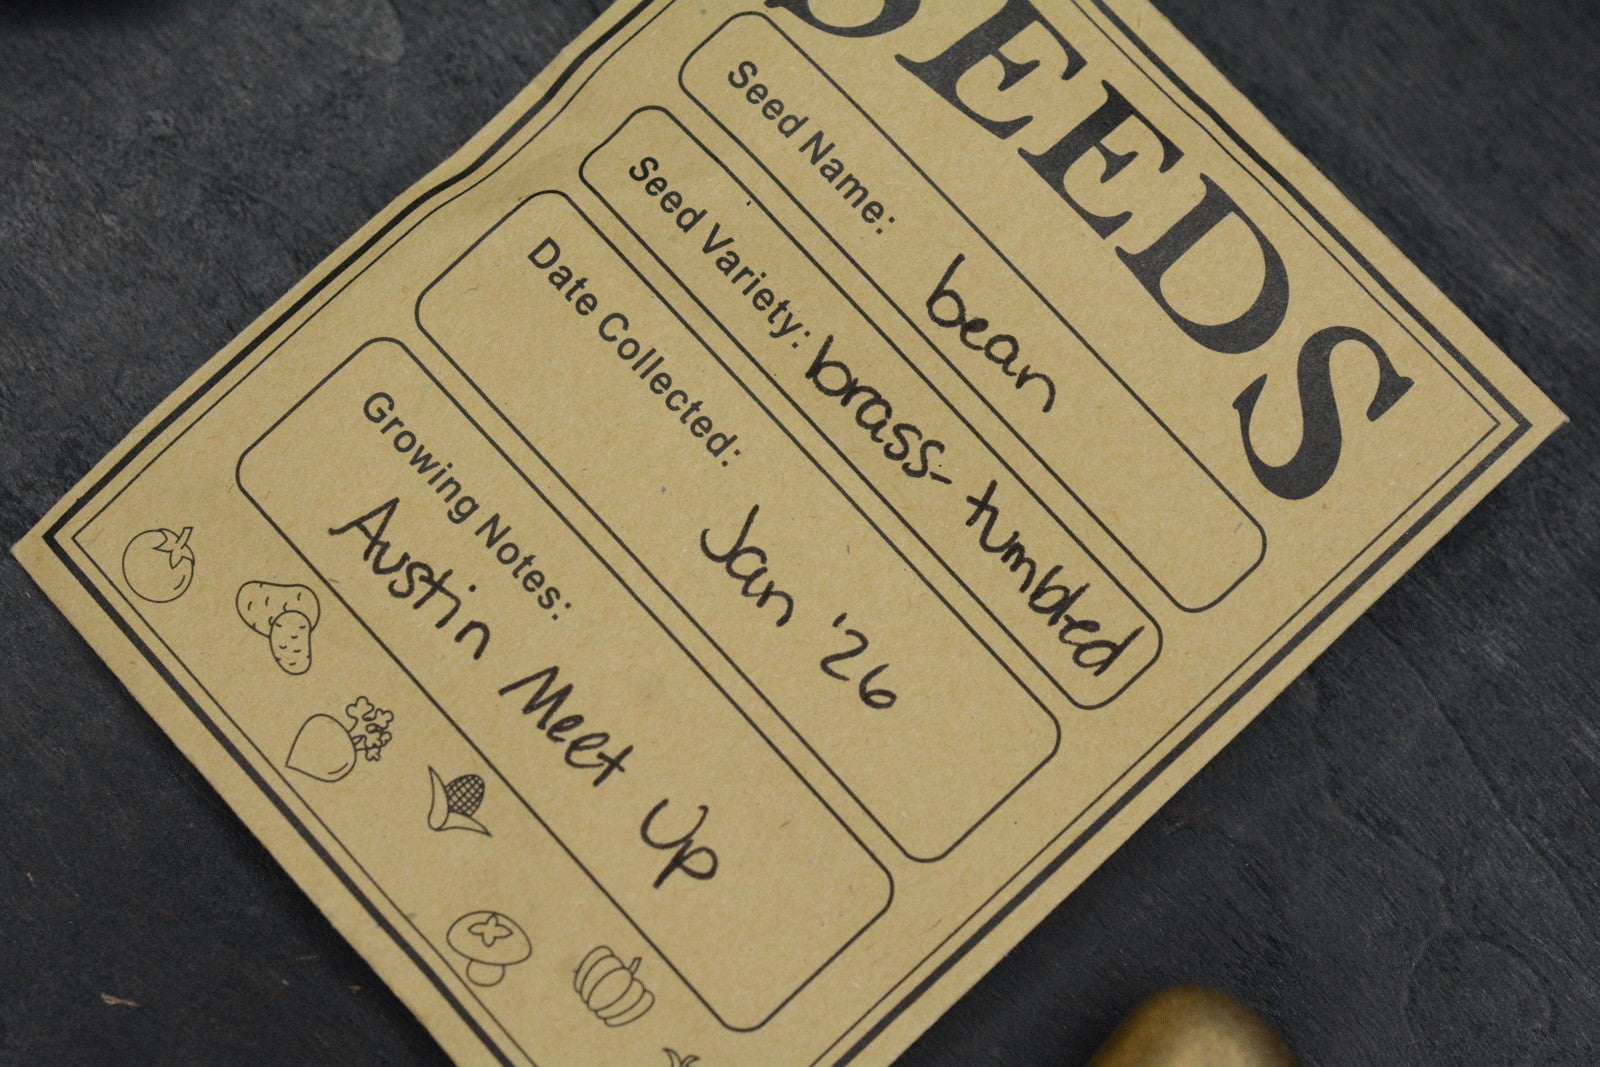 SEEDS
Seed Name: bean
Seed Variety: brass-tumbled
Date Collected: Jan '26
Growing Notes:
Austin Meet Up